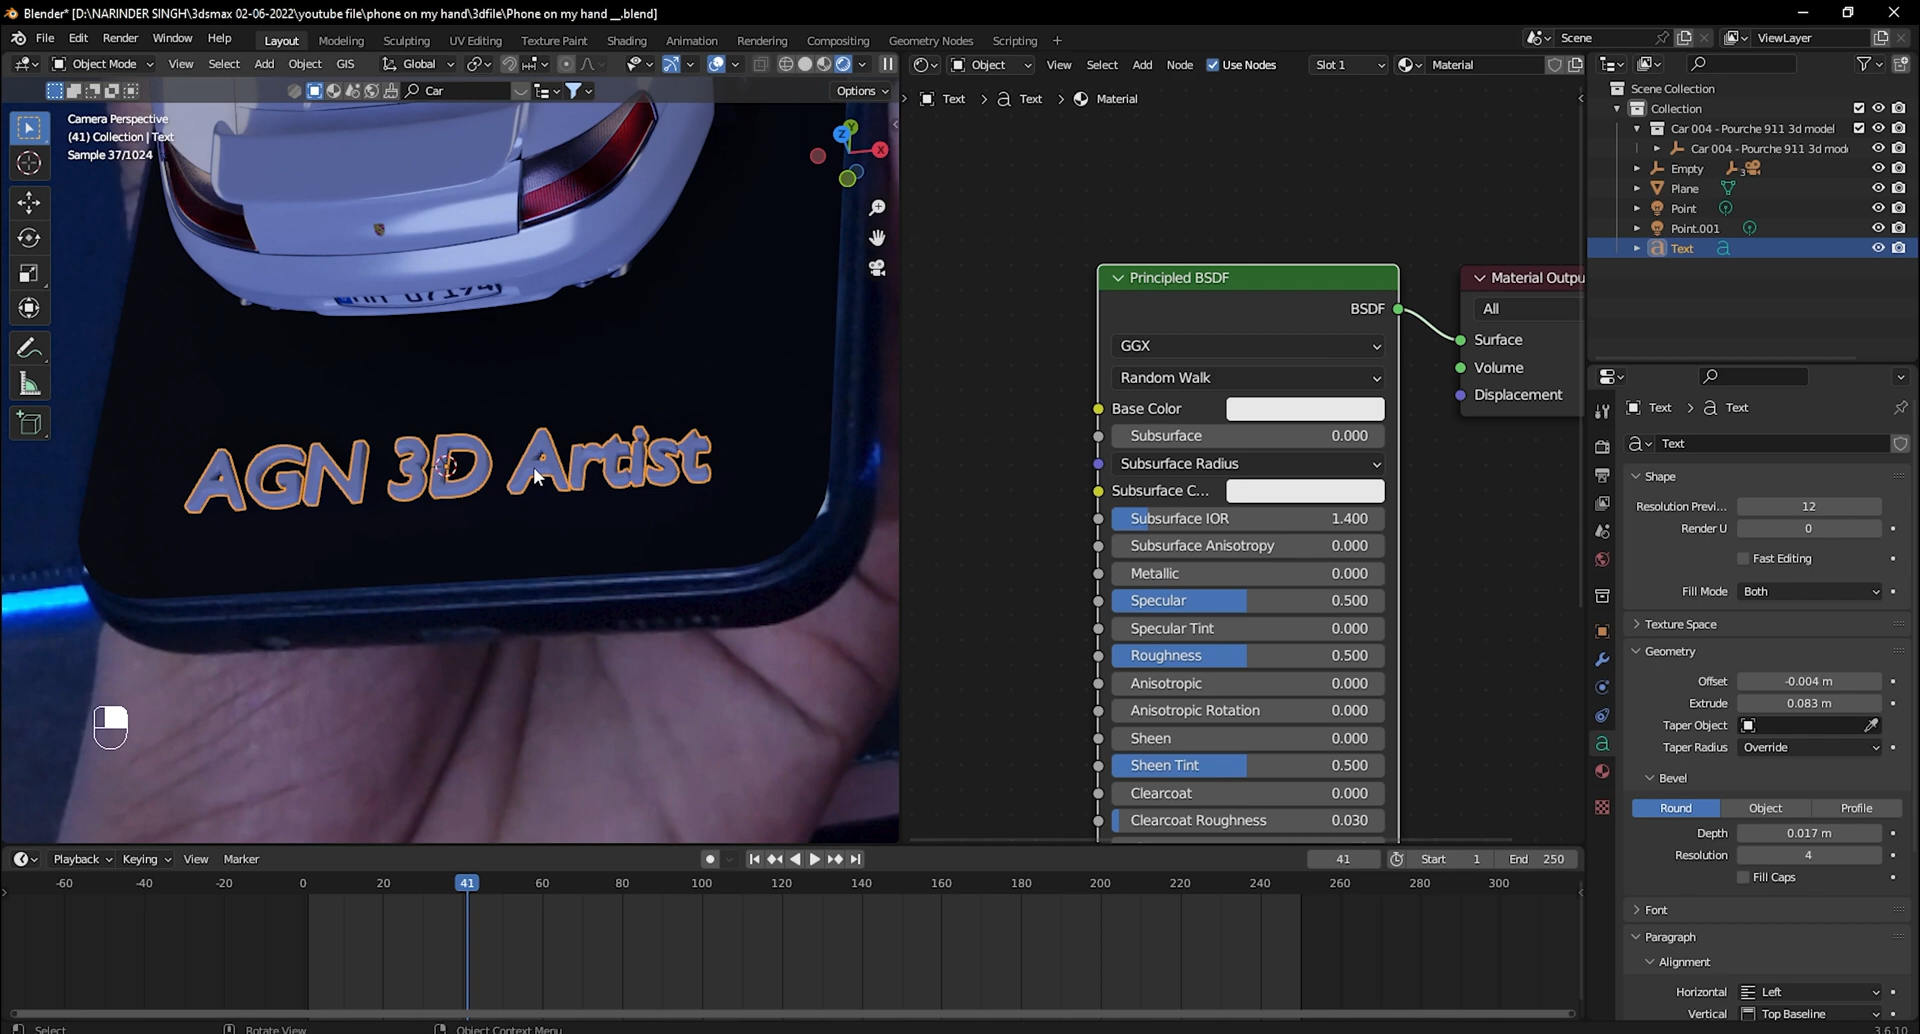 Blender* [D:\NARINDER SINGH\3dsmax 02-06-2022\youtube file\phone on my hand\3dfile\Phone on my hand __.blend]
File Edit Render Window Help Layout Modeling Sculpting UV Editing Texture Paint Shading Animation Rendering Compositing Geometry Nodes Scripting + Scene ViewLayer
Object Mode View Select Add Object GIS Global Object View Select Add Node Use Nodes Slot 1 Material
Car Options Text Text Material
Camera Perspective
(41) Collection | Text
Sample 37/1024
Z Y X
AGN 3D Artist
Principled BSDF
BSDF
GGX
Random Walk
Base Color
Subsurface 0.000
Subsurface Radius
Subsurface C...
Subsurface IOR 1.400
Subsurface Anisotropy 0.000
Metallic 0.000
Specular 0.500
Specular Tint 0.000
Roughness 0.500
Anisotropic 0.000
Anisotropic Rotation 0.000
Sheen 0.000
Sheen Tint 0.500
Clearcoat 0.000
Clearcoat Roughness 0.030
Material Outpu
All
Surface
Volume
Displacement
Scene Collection
Collection
Car 004 - Pourche 911 3d model
Car 004 - Pourche 911 3d mod
Empty 3
Plane
Point
Point.001
Text
Text Text
Text
Shape
Resolution Previ... 12
Render U 0
Fast Editing
Fill Mode Both
Texture Space
Geometry
Offset -0.004 m
Extrude 0.083 m
Taper Object
Taper Radius Override
Bevel
Round Object Profile
Depth 0.017 m
Resolution 4
Fill Caps
Font
Paragraph
Alignment
Horizontal Left
Vertical Top Baseline
Playback Keying View Marker 41 Start 1 End 250
-60 -40 -20 0 20 41 60 80 100 120 140 160 180 200 220 240 260 280 300
Select Rotate View Object Context Menu 3.6.10